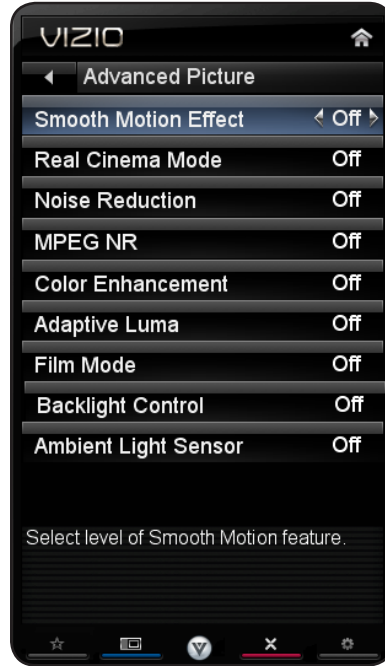 VIZIO
Advanced Picture
Smooth Motion Effect Off
Real Cinema Mode Off
Noise Reduction Off
MPEG NR Off
Color Enhancement Off
Adaptive Luma Off
Film Mode Off
Backlight Control Off
Ambient Light Sensor Off
Select level of Smooth Motion feature.
V